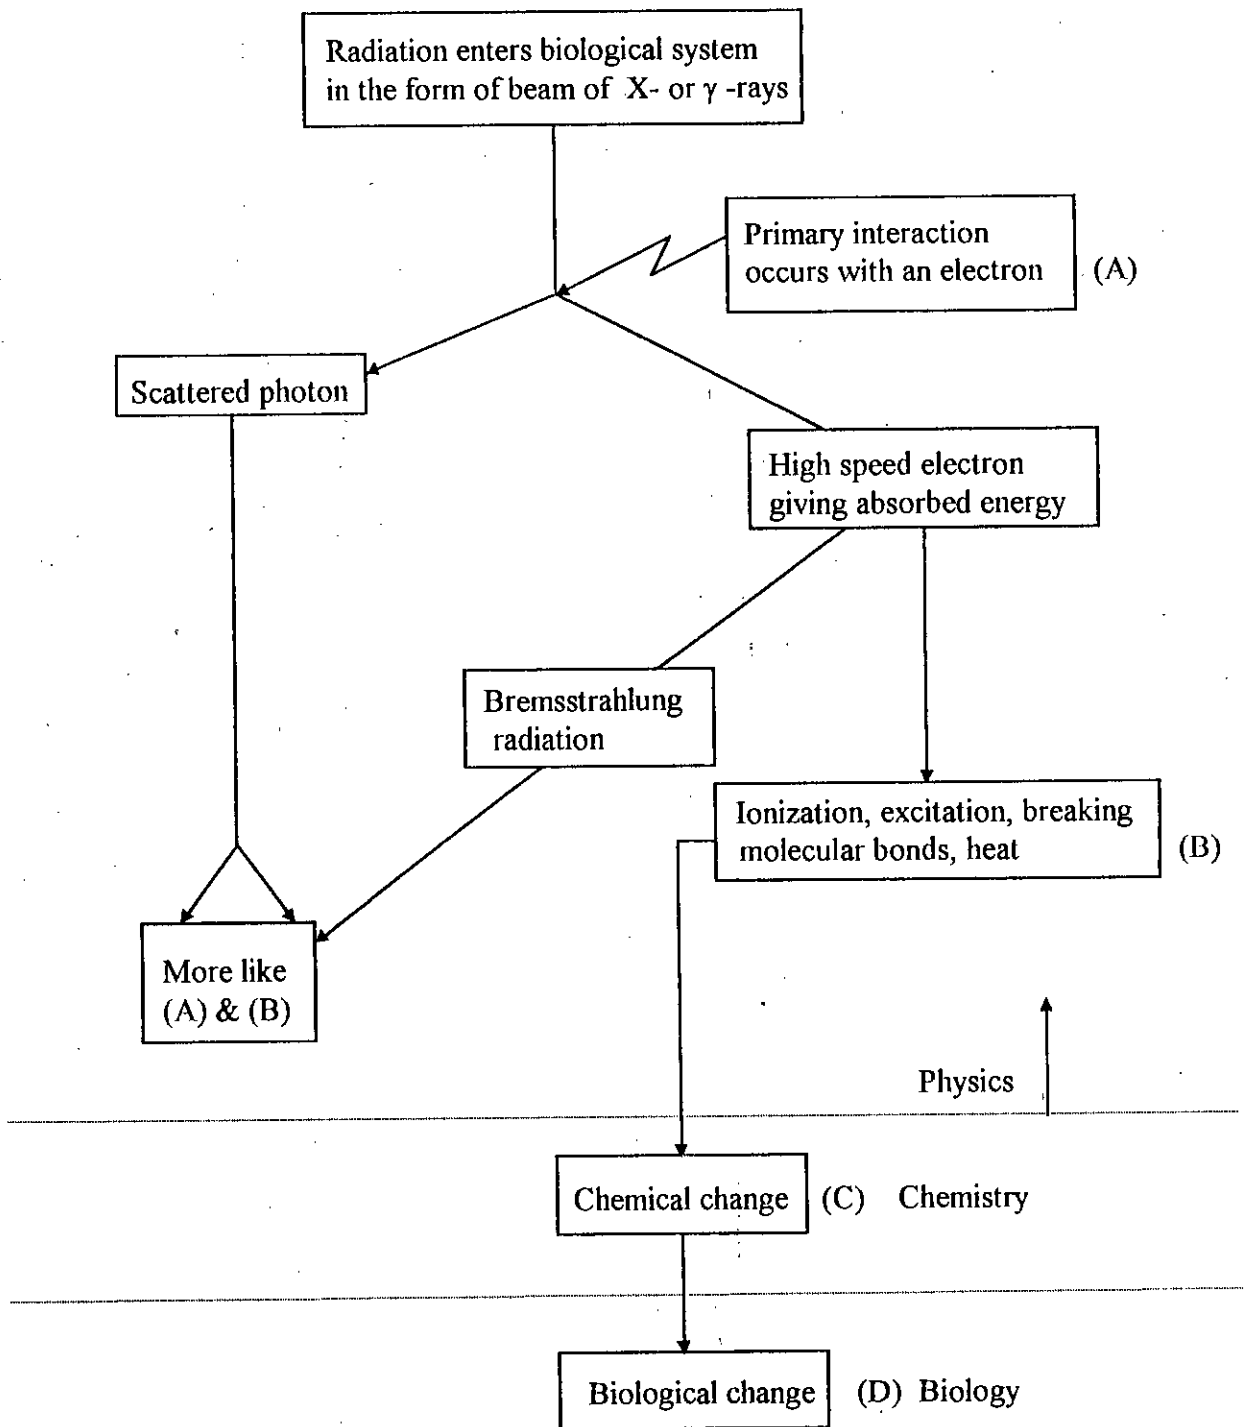 Radiation enters biological system
in the form of beam of X- or γ -rays
Primary interaction
occurs with an electron
(A)
Scattered photon
High speed electron
giving absorbed energy
Bremsstrahlung
radiation
Ionization, excitation, breaking
molecular bonds, heat
(B)
More like
(A) & (B)
Physics
Chemical change (C) Chemistry
Biological change (D) Biology